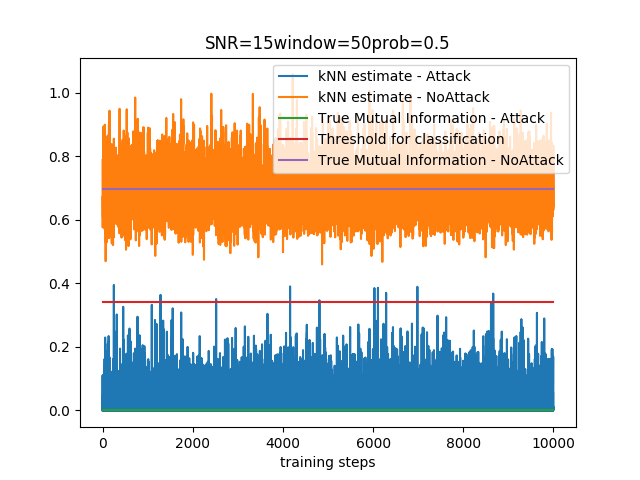 SNR=15window=50prob=0.5
kNN estimate - Attack
kNN estimate - NoAttack
True Mutual Information - Attack
Threshold for classification
True Mutual Information - NoAttack
1.0
0.8
0.6
0.4
0.2
0.0
0 2000 4000 6000 8000 10000
training steps